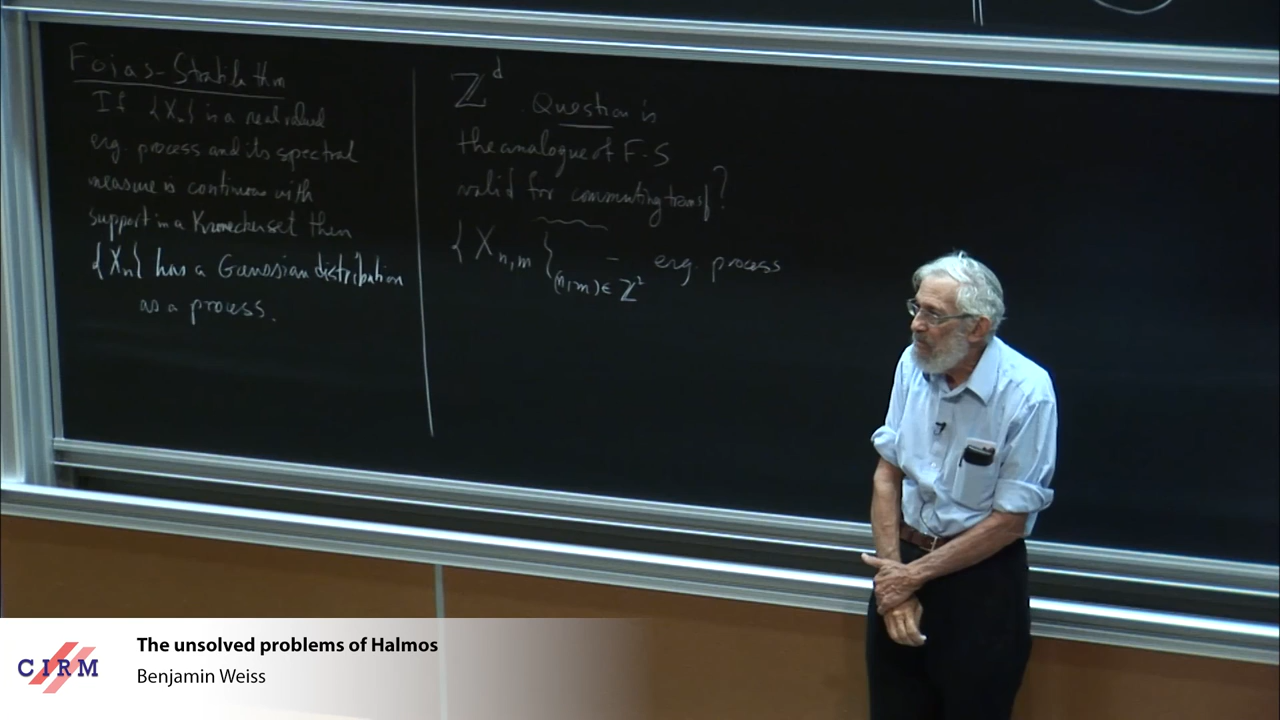 Foias-Stratila thm
If {Xn} is a real valued
erg. process and its spectral
measure is continuous with
support in a Kronecker set then
{Xn} has a Gaussian distribution
as a process.
ℤ^d Question is
the analogue of F-S
valid for commuting transf?
{X_{n,m}}_{(n,m)∈ℤ²} - erg. process
CIRM
The unsolved problems of Halmos
Benjamin Weiss